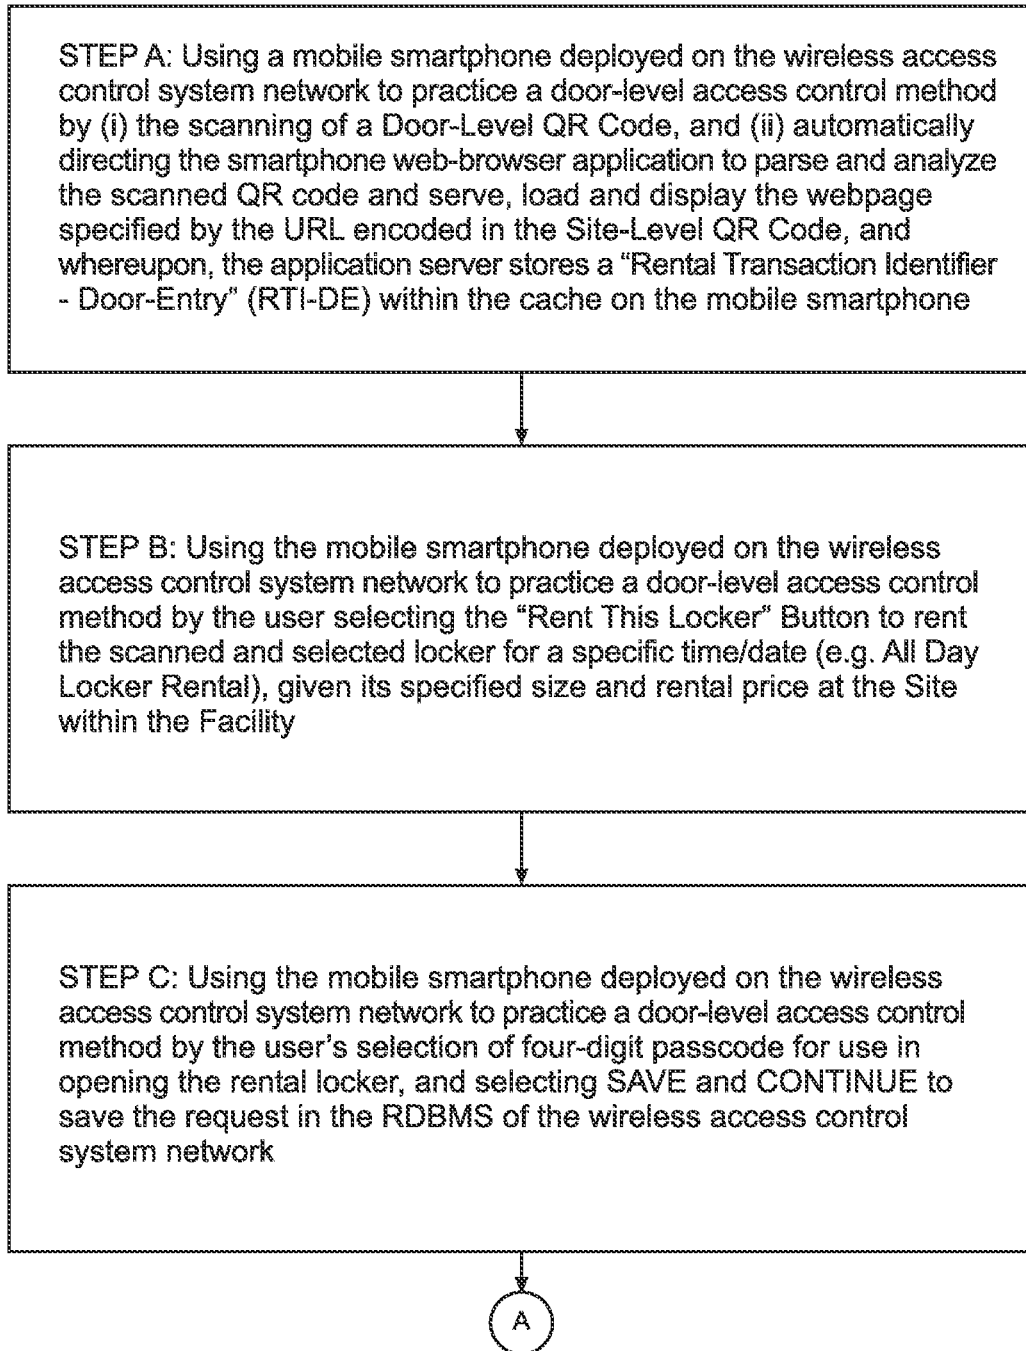 STEP A: Using a mobile smartphone deployed on the wireless access
control system network to practice a door-level access control method
by (i) the scanning of a Door-Level QR Code, and (ii) automatically
directing the smartphone web-browser application to parse and analyze
the scanned QR code and serve, load and display the webpage
specified by the URL encoded in the Site-Level QR Code, and
whereupon, the application server stores a “Rental Transaction Identifier
- Door-Entry” (RTI-DE) within the cache on the mobile smartphone
STEP B: Using the mobile smartphone deployed on the wireless
access control system network to practice a door-level access control
method by the user selecting the “Rent This Locker” Button to rent
the scanned and selected locker for a specific time/date (e.g. All Day
Locker Rental), given its specified size and rental price at the Site
within the Facility
STEP C: Using the mobile smartphone deployed on the wireless
access control system network to practice a door-level access control
method by the user’s selection of four-digit passcode for use in
opening the rental locker, and selecting SAVE and CONTINUE to
save the request in the RDBMS of the wireless access control
system network
A